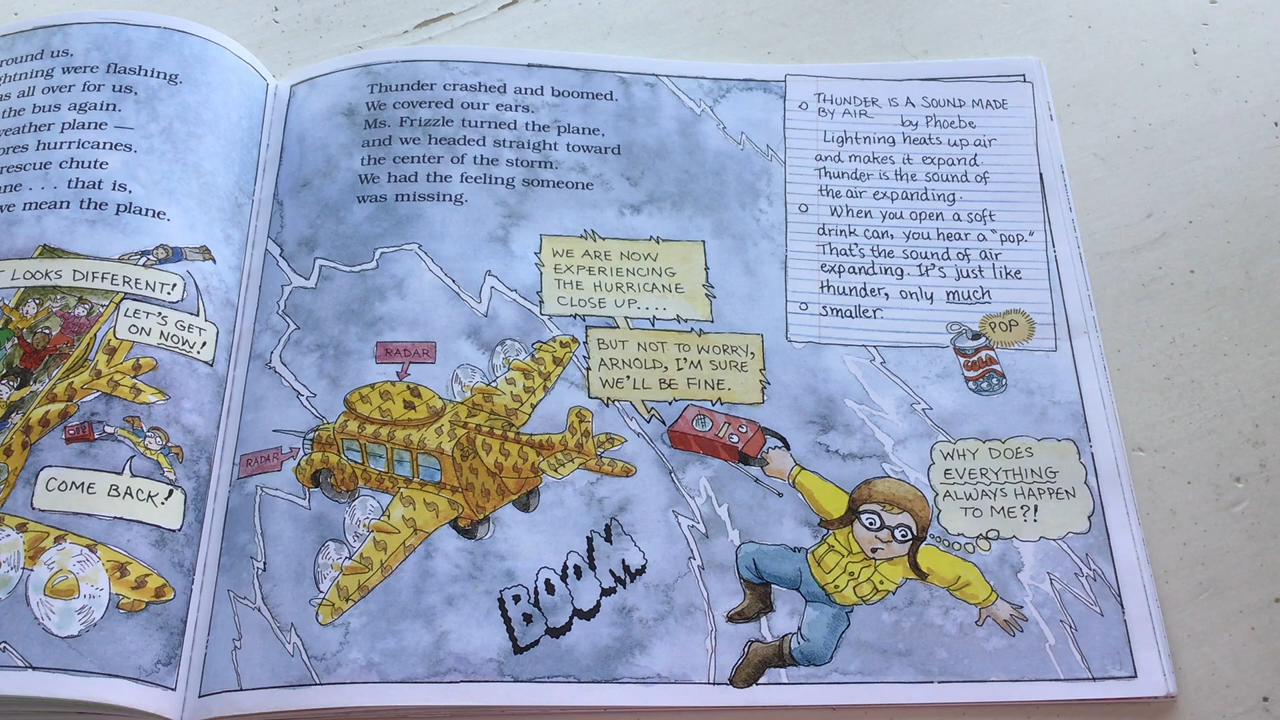 round us,
ghtning were flashing.
as all over for us,
the bus again.
weather plane —
ores hurricanes.
rescue chute
ane . . . that is,
we mean the plane.
T LOOKS DIFFERENT!
LET'S GET
ON NOW!
COME BACK!
Thunder crashed and boomed.
We covered our ears.
Ms. Frizzle turned the plane,
and we headed straight toward
the center of the storm.
We had the feeling someone
was missing.
WE ARE NOW
EXPERIENCING
THE HURRICANE
CLOSE UP....
BUT NOT TO WORRY,
ARNOLD, I'M SURE
WE'LL BE FINE.
RADAR
RADAR
BOOM
THUNDER IS A SOUND MADE
BY AIR by Phoebe
Lightning heats up air
and makes it expand.
Thunder is the sound of
the air expanding.
When you open a soft
drink can, you hear a "pop."
That's the sound of air
expanding. It's just like
thunder, only much
smaller.
POP
COLA
WHY DOES
EVERYTHING
ALWAYS HAPPEN
TO ME?!